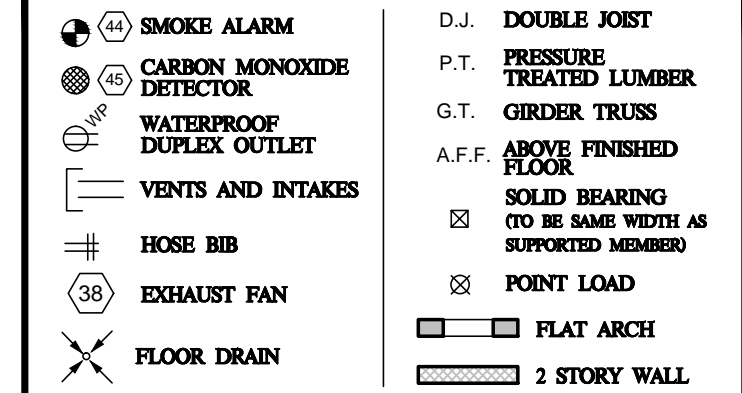 44 SMOKE ALARM
45 CARBON MONOXIDE
DETECTOR
WP
WATERPROOF
DUPLEX OUTLET
VENTS AND INTAKES
HOSE BIB
38 EXHAUST FAN
FLOOR DRAIN
D.J. DOUBLE JOIST
P.T. PRESSURE
TREATED LUMBER
G.T. GIRDER TRUSS
A.F.F. ABOVE FINISHED
FLOOR
SOLID BEARING
(TO BE SAME WIDTH AS
SUPPORTED MEMBER)
POINT LOAD
FLAT ARCH
2 STORY WALL